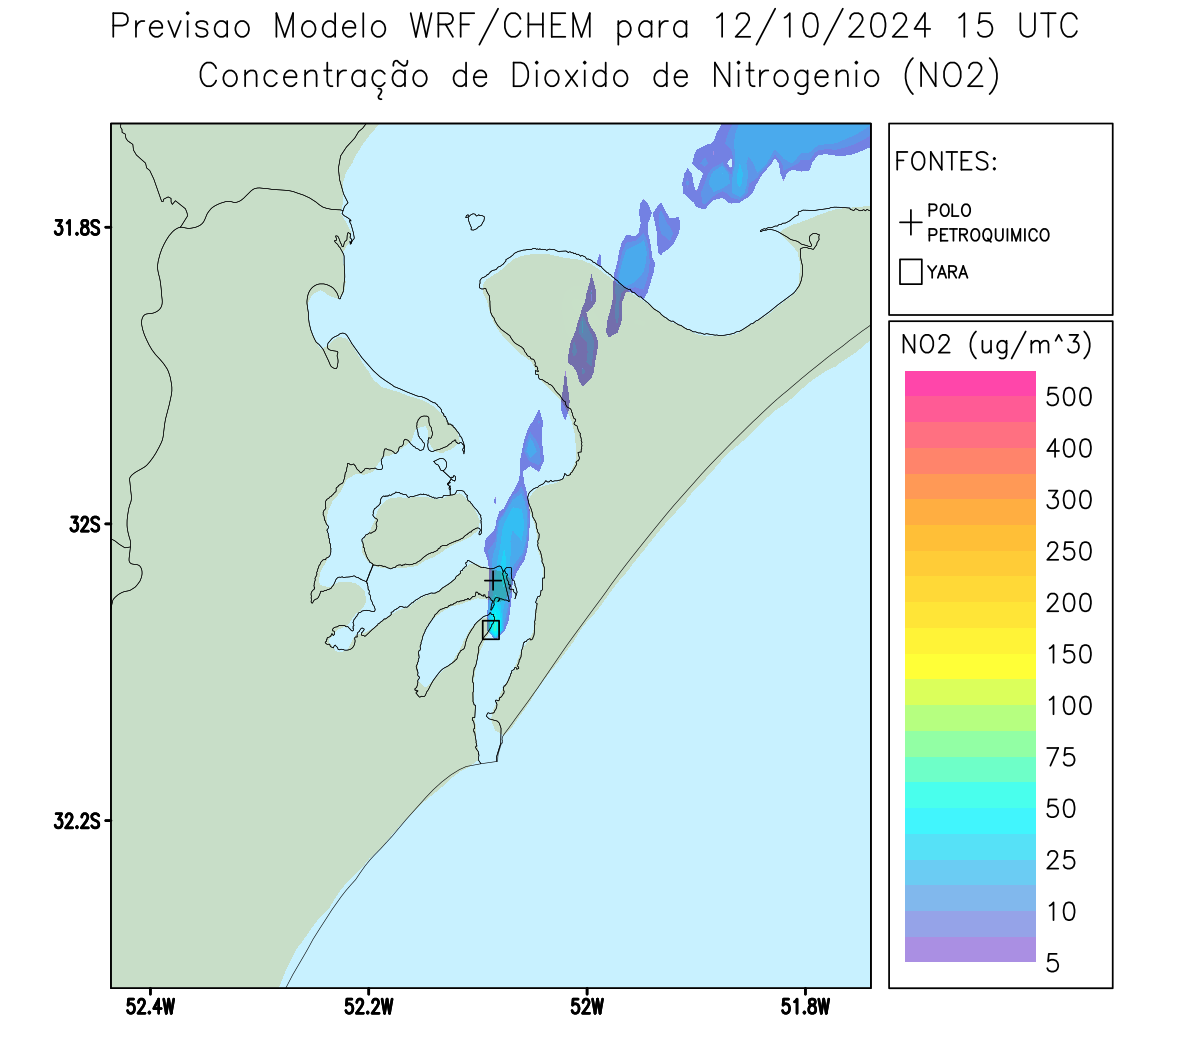 Previsao Modelo WRF/CHEM para 12/10/2024 15 UTC
Concentração de Dioxido de Nitrogenio (NO2)
FONTES:
POLO
PETROQUIMICO
YARA
NO2 (ug/m^3)
500
400
300
250
200
150
100
75
50
25
10
5
31.8S
32S
32.2S
52.4W
52.2W
52W
51.8W